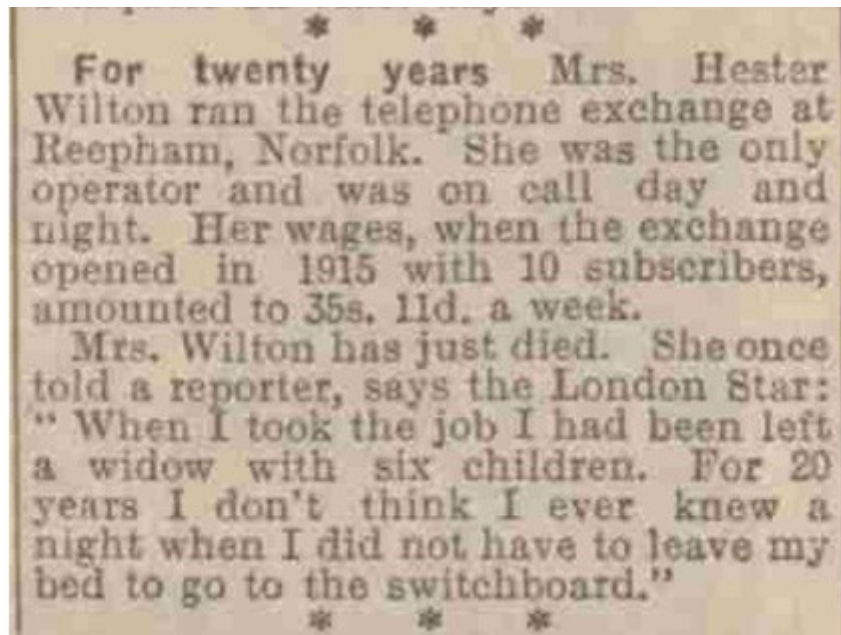 * * *
For twenty years Mrs. Hester
Wilton ran the telephone exchange at
Reepham, Norfolk. She was the only
operator and was on call day and
night. Her wages, when the exchange
opened in 1915 with 10 subscribers,
amounted to 35s. 11d. a week.
Mrs. Wilton has just died. She once
told a reporter, says the London Star:
“ When I took the job I had been left
a widow with six children. For 20
years I don't think I ever knew a
night when I did not have to leave my
bed to go to the switchboard.”
* * *